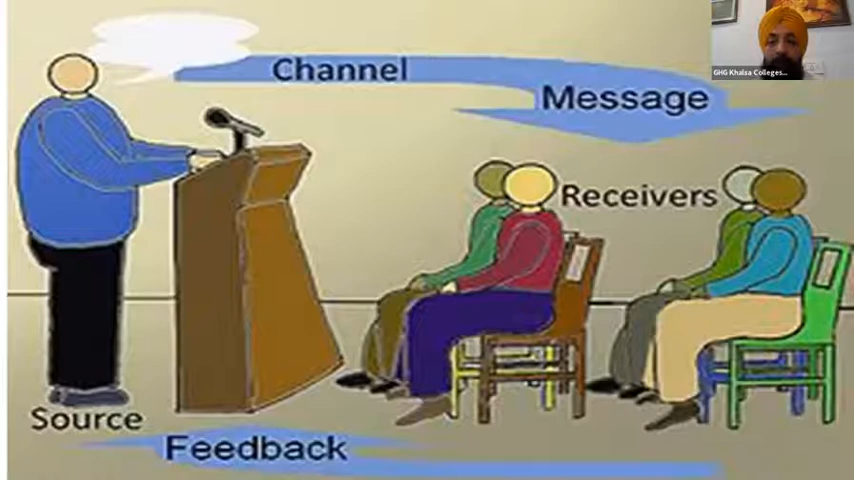 GHG Khalsa Colleges...
Channel
Message
Receivers
Source
Feedback